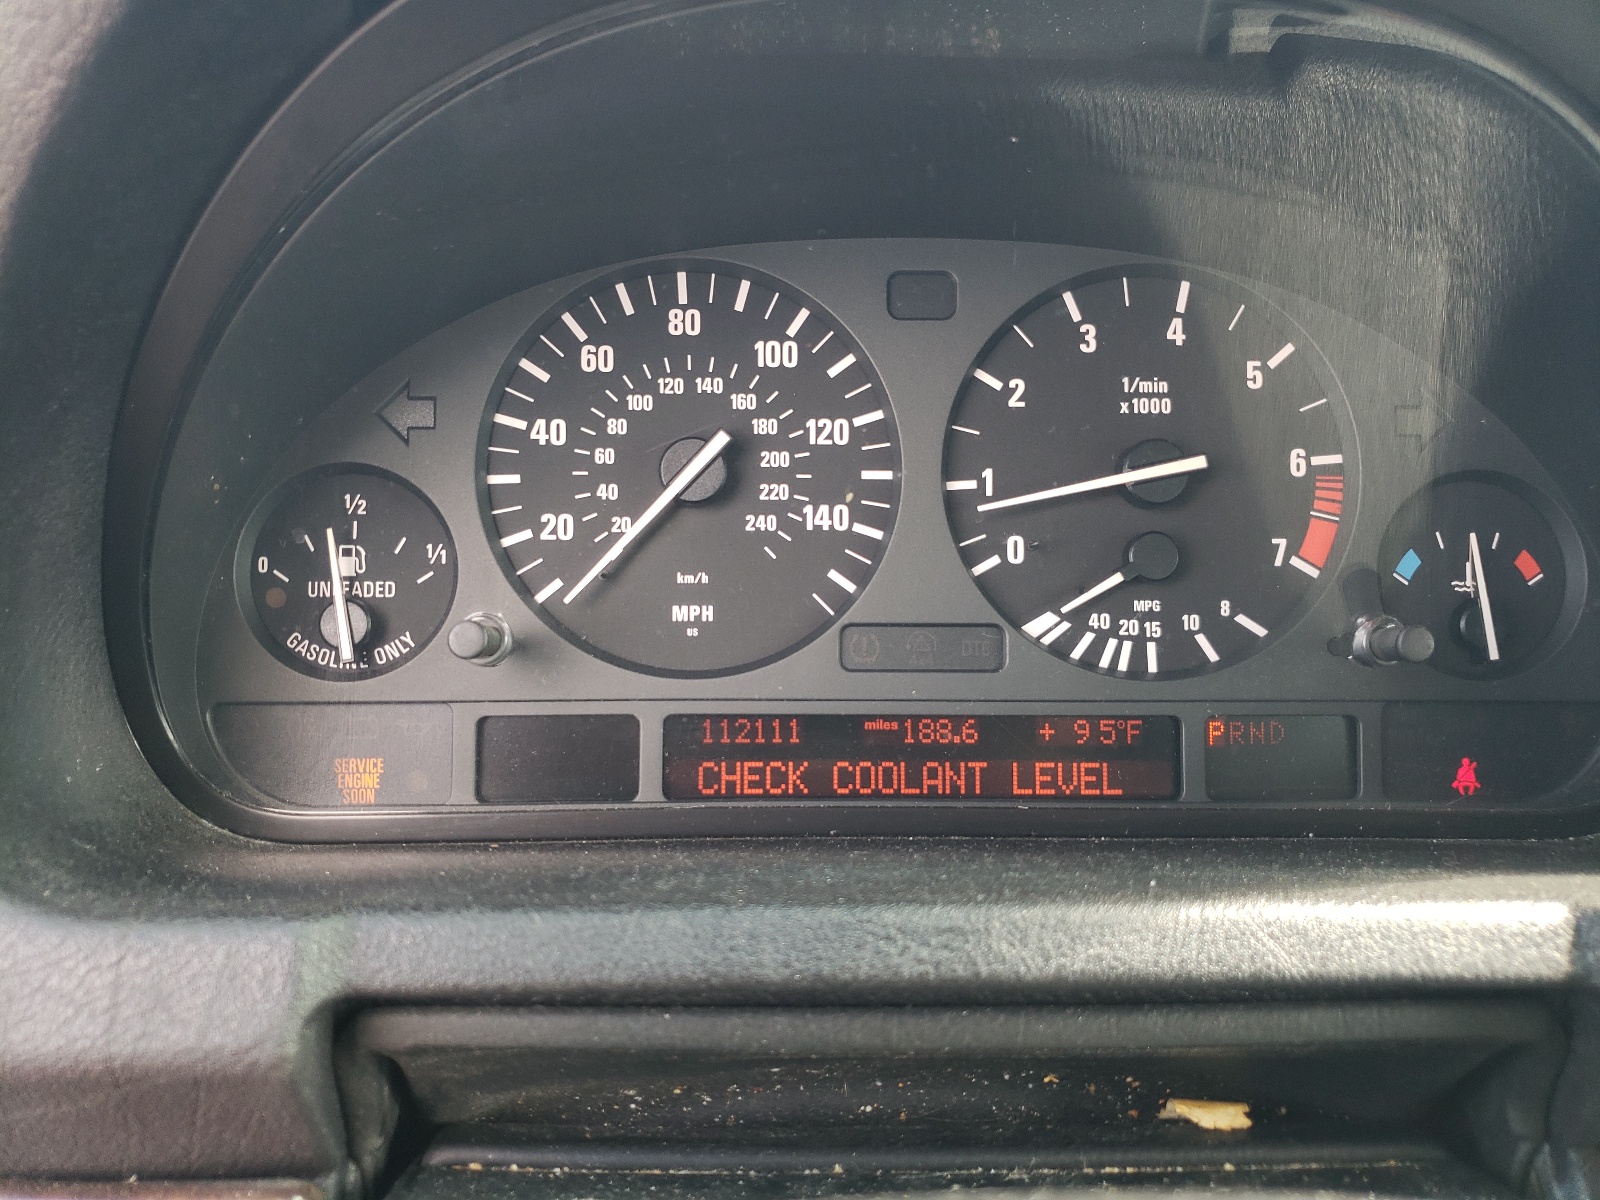 0
1/2
1/1
UNLEADED
GASOLINE ONLY
20
40
60
80
100
120
140
20
40
60
80
100
120
140
160
180
200
220
240
km/h
MPH
US
0
1
2
3
4
5
6
7
1/min
x1000
MPG
40 20 15 10 8
DTC
112111 miles 188.6 + 95°F
CHECK COOLANT LEVEL
PRND
SERVICE
ENGINE
SOON